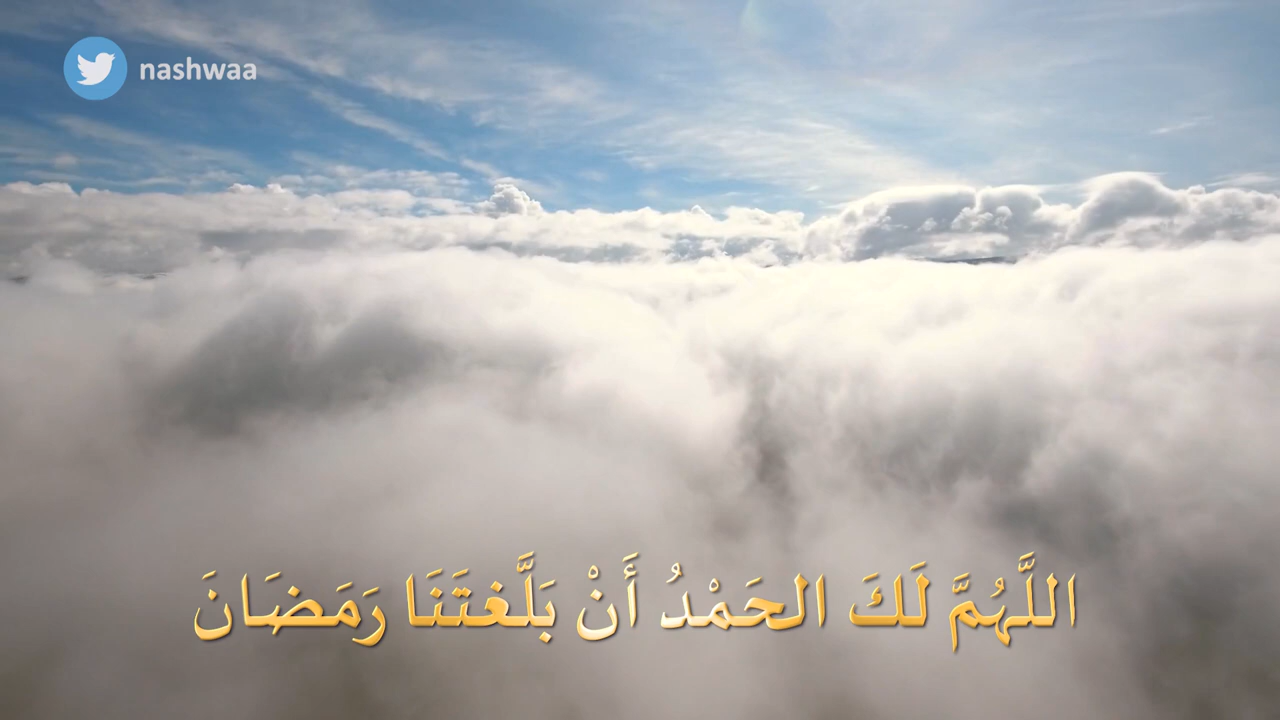 nashwaa
اللَّهُمَّ لَكَ الحَمْدُ أَنْ بَلَّغتَنَا رَمَضَانَ